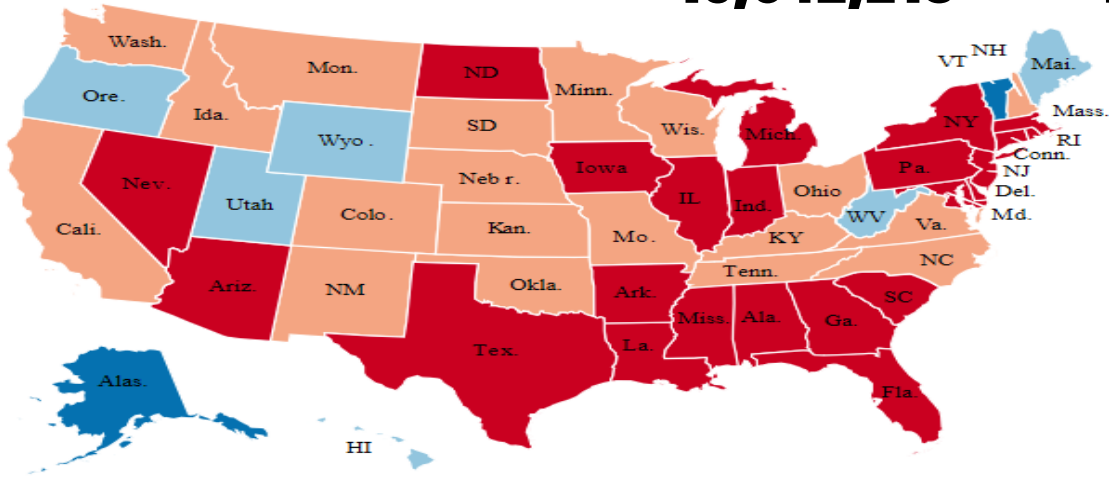 Wash.
Mon.
ND
Minn.
VT
NH
Mai.
Ore.
Ida.
SD
Wis.
Mich.
NY
Mass.
RI
Conn.
NJ
Del.
Md.
Wyo.
Nebr.
Iowa
Pa.
Nev.
Utah
Colo.
Kan.
Mo.
IL
Ind.
Ohio
WV
Va.
Cali.
KY
NC
Tenn.
Ariz.
NM
Okla.
Ark.
SC
Miss.
Ala.
Ga.
Tex.
La.
Fla.
Alas.
HI